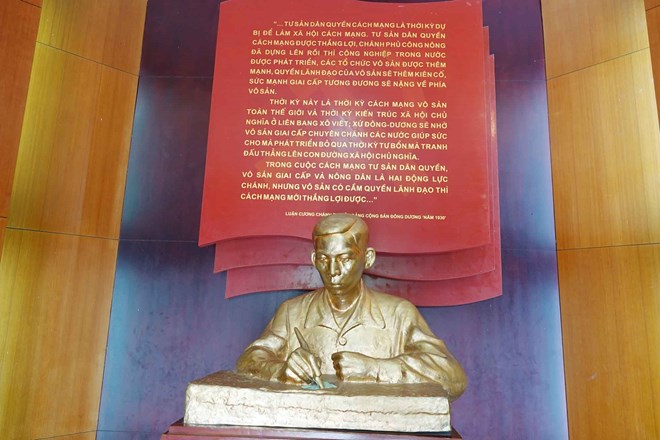 "...TƯ SẢN DÂN QUYỀN CÁCH MẠNG LÀ THỜI KỲ DỰ
BỊ ĐỂ LÀM XÃ HỘI CÁCH MẠNG. TƯ SẢN DÂN QUYỀN
CÁCH MẠNG ĐƯỢC THẮNG LỢI, CHÁNH PHỦ CÔNG NÔNG
ĐÃ DỰNG LÊN RỒI THÌ CÔNG NGHIỆP TRONG NƯỚC
ĐƯỢC PHÁT TRIỂN, CÁC TỔ CHỨC VÔ SẢN ĐƯỢC THÊM
MẠNH, QUYỀN LÃNH ĐẠO CỦA VÔ SẢN SẼ THÊM KIÊN CỐ,
SỨC MẠNH GIAI CẤP TƯƠNG ĐƯƠNG SẼ NẶNG VỀ PHÍA
VÔ SẢN.
THỜI KỲ NÀY LÀ THỜI KỲ CÁCH MẠNG VÔ SẢN
TOÀN THẾ GIỚI VÀ THỜI KỲ KIẾN TRÚC XÃ HỘI CHỦ
NGHĨA Ở LIÊN BANG XÔ VIẾT; XỨ ĐÔNG-DƯƠNG SẼ NHỜ
VÔ SẢN GIAI CẤP CHUYÊN CHÁNH CÁC NƯỚC GIÚP SỨC
CHO MÀ PHÁT TRIỂN BỎ QUA THỜI KỲ TƯ BỔN MÀ TRANH
ĐẤU THẲNG LÊN CON ĐƯỜNG XÃ HỘI CHỦ NGHĨA.
TRONG CUỘC CÁCH MẠNG TƯ SẢN DÂN QUYỀN,
VÔ SẢN GIAI CẤP VÀ NÔNG DÂN LÀ HAI ĐỘNG LỰC
CHÁNH, NHƯNG VÔ SẢN CÓ CẦM QUYỀN LÃNH ĐẠO THÌ
CÁCH MẠNG MỚI THẮNG LỢI ĐƯỢC..."
LUẬN CƯƠNG CHÁNH CỘNG SẢN ĐÔNG DƯƠNG "NĂM 1930"